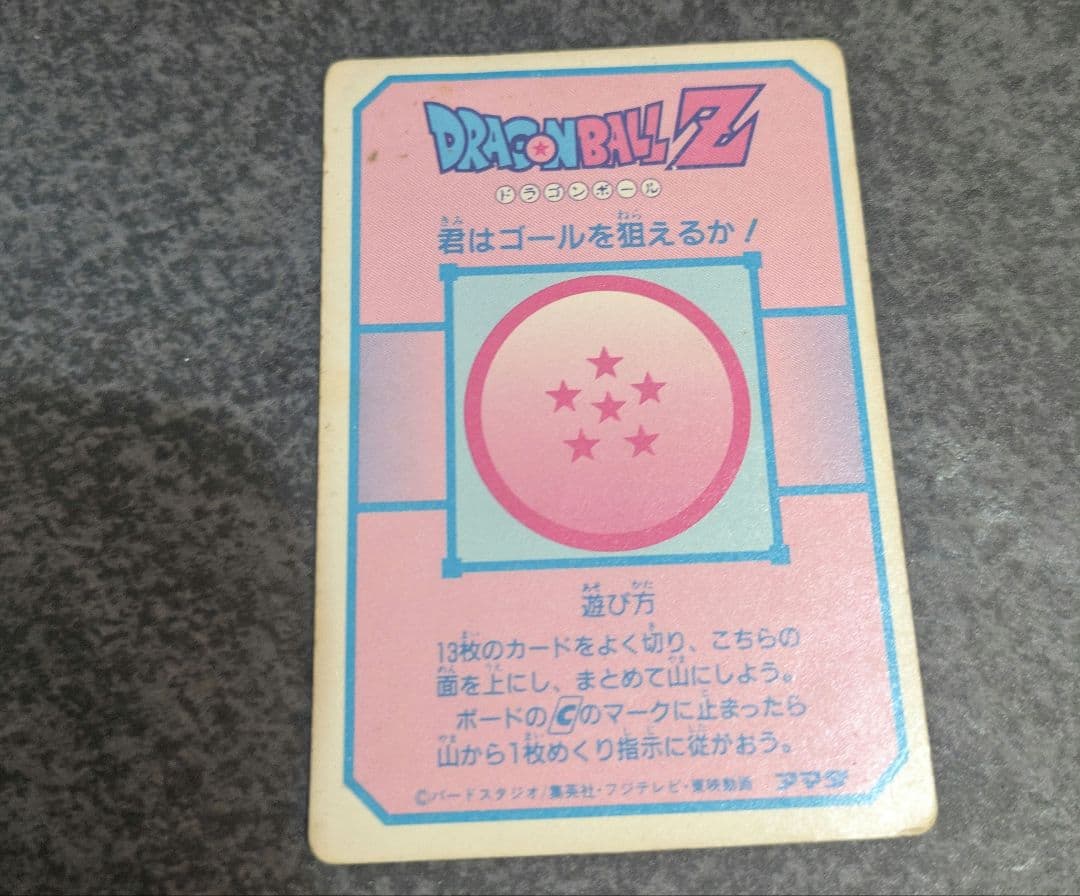 DRAGONBALL Z
ドラゴンボール
君はゴールを狙えるか!
遊び方
13枚のカードをよく切り、こちらの
面を上にし、まとめて山にしよう。
ボードのCのマークに止まったら
山から1枚めくり指示に従がおう。
©バードスタジオ/集英社・フジテレビ・東映動画 アマダ